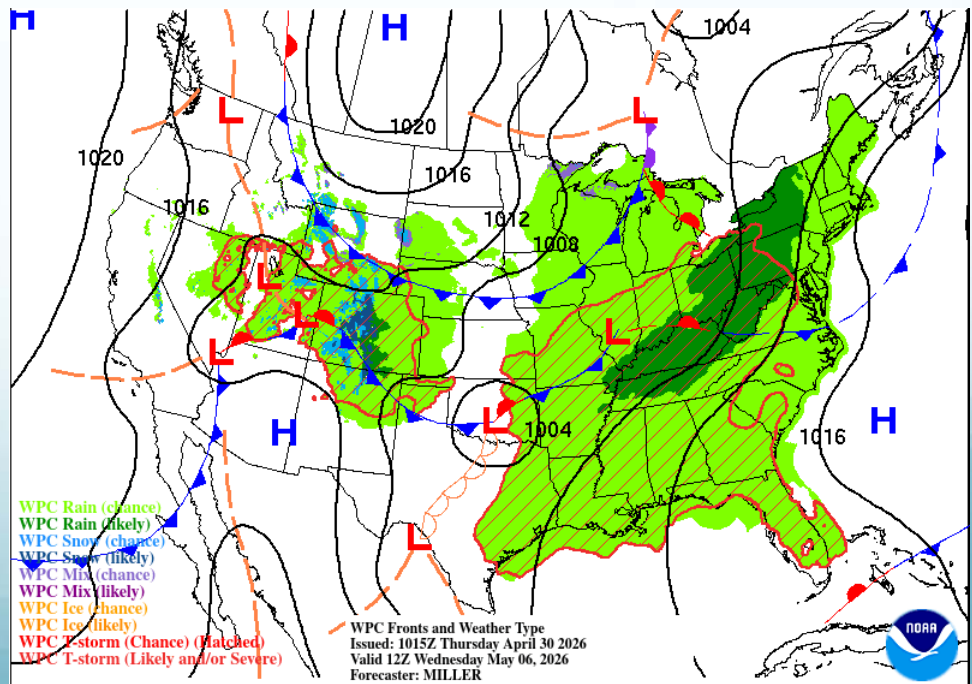 H
H
1004
L
L
1020
1020
1016
1016
1012
1008
L
L
L
L
L
1004
H
1016
H
L
WPC Rain (chance)
WPC Rain (likely)
WPC Snow (chance)
WPC Snow (likely)
WPC Mix (chance)
WPC Mix (likely)
WPC Ice (chance)
WPC Ice (likely)
WPC T-storm (Chance) (Hatched)
WPC T-storm (Likely and/or Severe)
WPC Fronts and Weather Type
Issued: 1015Z Thursday April 30 2026
Valid 12Z Wednesday May 06, 2026
Forecaster: MILLER
NOAA